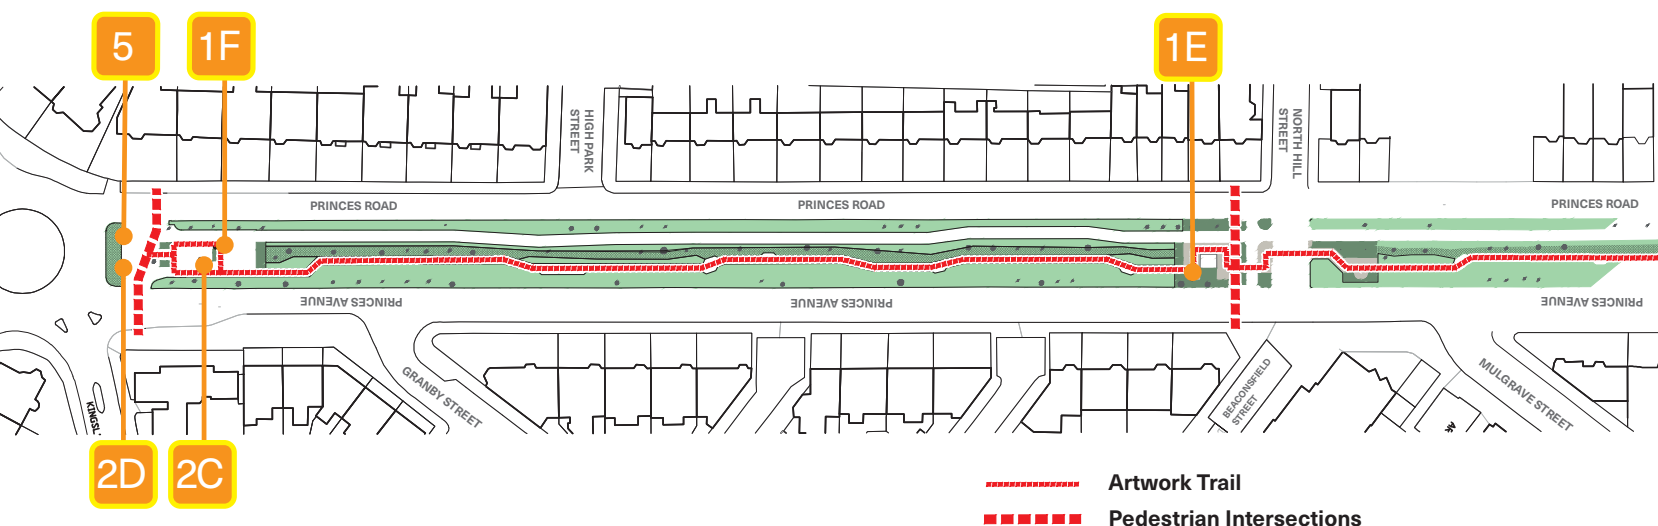 5
1F
1E
HIGH PARK
STREET
NORTH HILL
STREET
PRINCES ROAD
PRINCES ROAD
PRINCES ROAD
PRINCES AVENUE
PRINCES AVENUE
PRINCES AVENUE
GRANBY STREET
BEACONSFIELD
STREET
MULGRAVE STREET
KINGSL
2D
2C
Artwork Trail
Pedestrian Intersections